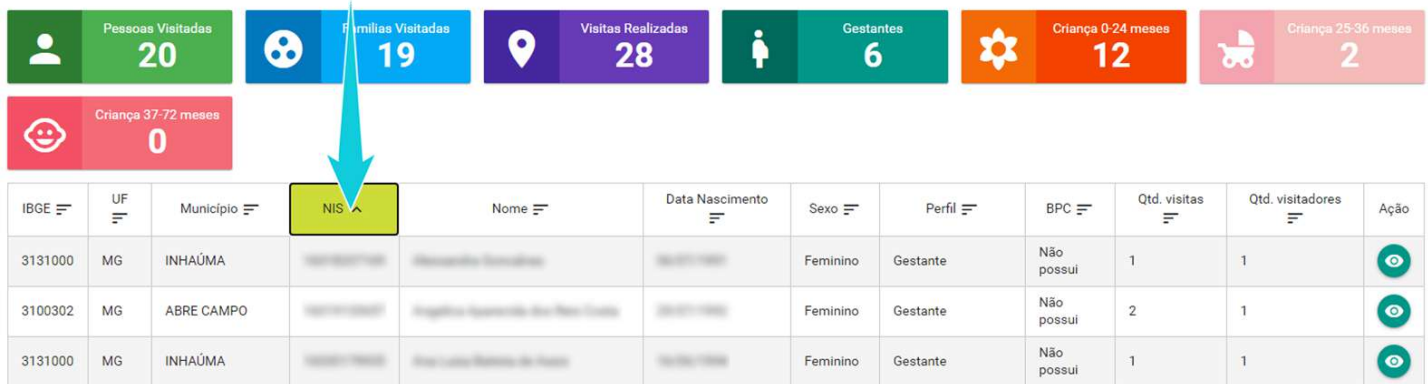 Pessoas Visitadas
20
Famílias Visitadas
19
Visitas Realizadas
28
Gestantes
6
Criança 0-24 meses
12
Criança 25-36 meses
2
Criança 37-72 meses
0
IBGE UF Município NIS Nome Data Nascimento Sexo Perfil BPC Qtd. visitas Qtd. visitadores Ação
3131000 MG INHAÚMA Feminino Gestante Não possui 1 1
3100302 MG ABRE CAMPO Feminino Gestante Não possui 2 1
3131000 MG INHAÚMA Feminino Gestante Não possui 1 1